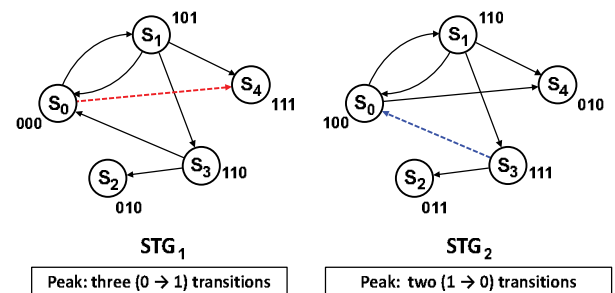 101
S1
S0
000
S4
111
S3
110
S2
010
STG1
Peak: three (0 → 1) transitions
110
S1
S0
100
S4
010
S3
111
S2
011
STG2
Peak: two (1 → 0) transitions